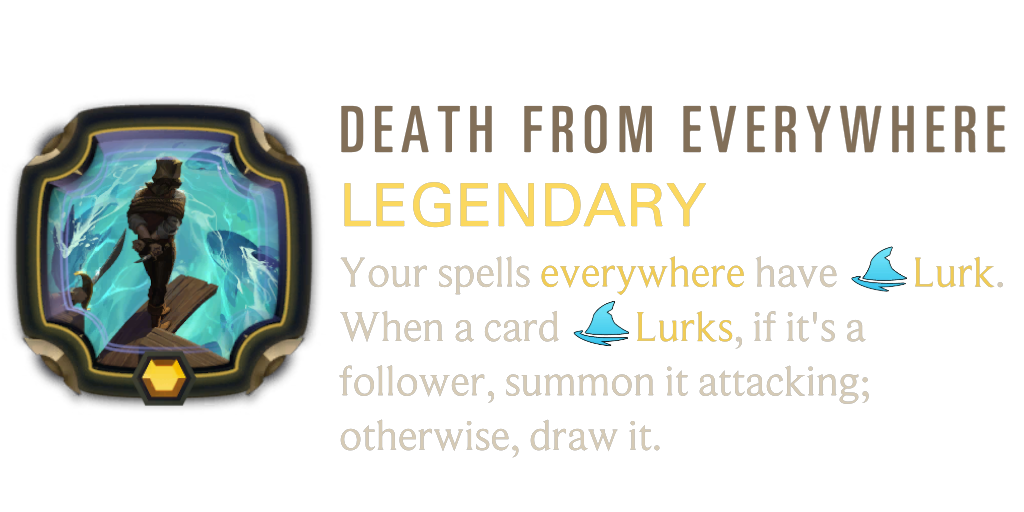 DEATH FROM EVERYWHERE
LEGENDARY
Your spells everywhere have Lurk.
When a card Lurks, if it's a
follower, summon it attacking;
otherwise, draw it.